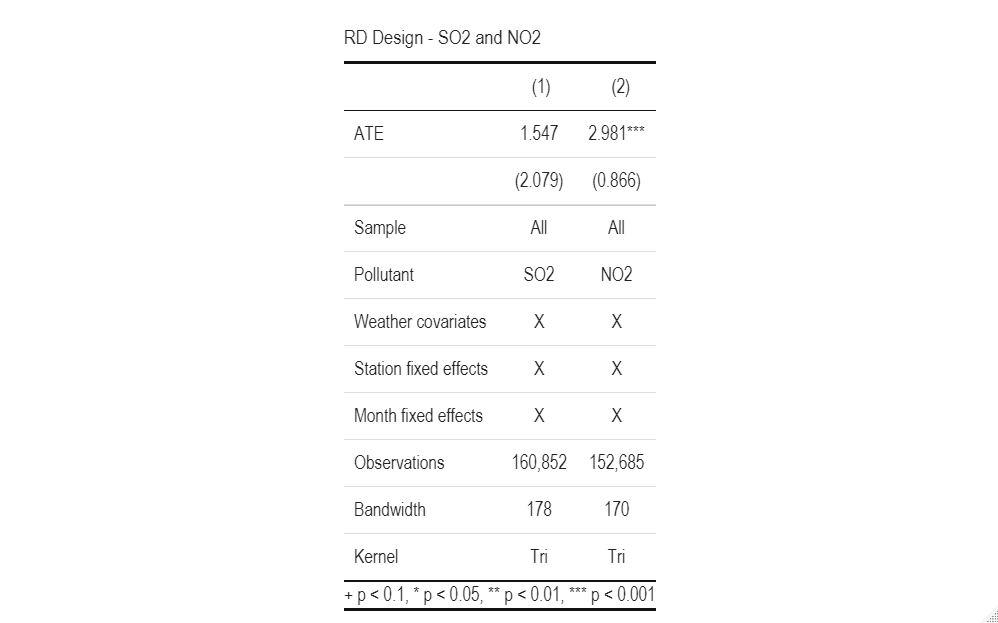 RD Design - SO2 and NO2
(1) (2)
ATE 1.547 2.981***
(2.079) (0.866)
Sample All All
Pollutant SO2 NO2
Weather covariates X X
Station fixed effects X X
Month fixed effects X X
Observations 160,852 152,685
Bandwidth 178 170
Kernel Tri Tri
+ p < 0.1, * p < 0.05, ** p < 0.01, *** p < 0.001